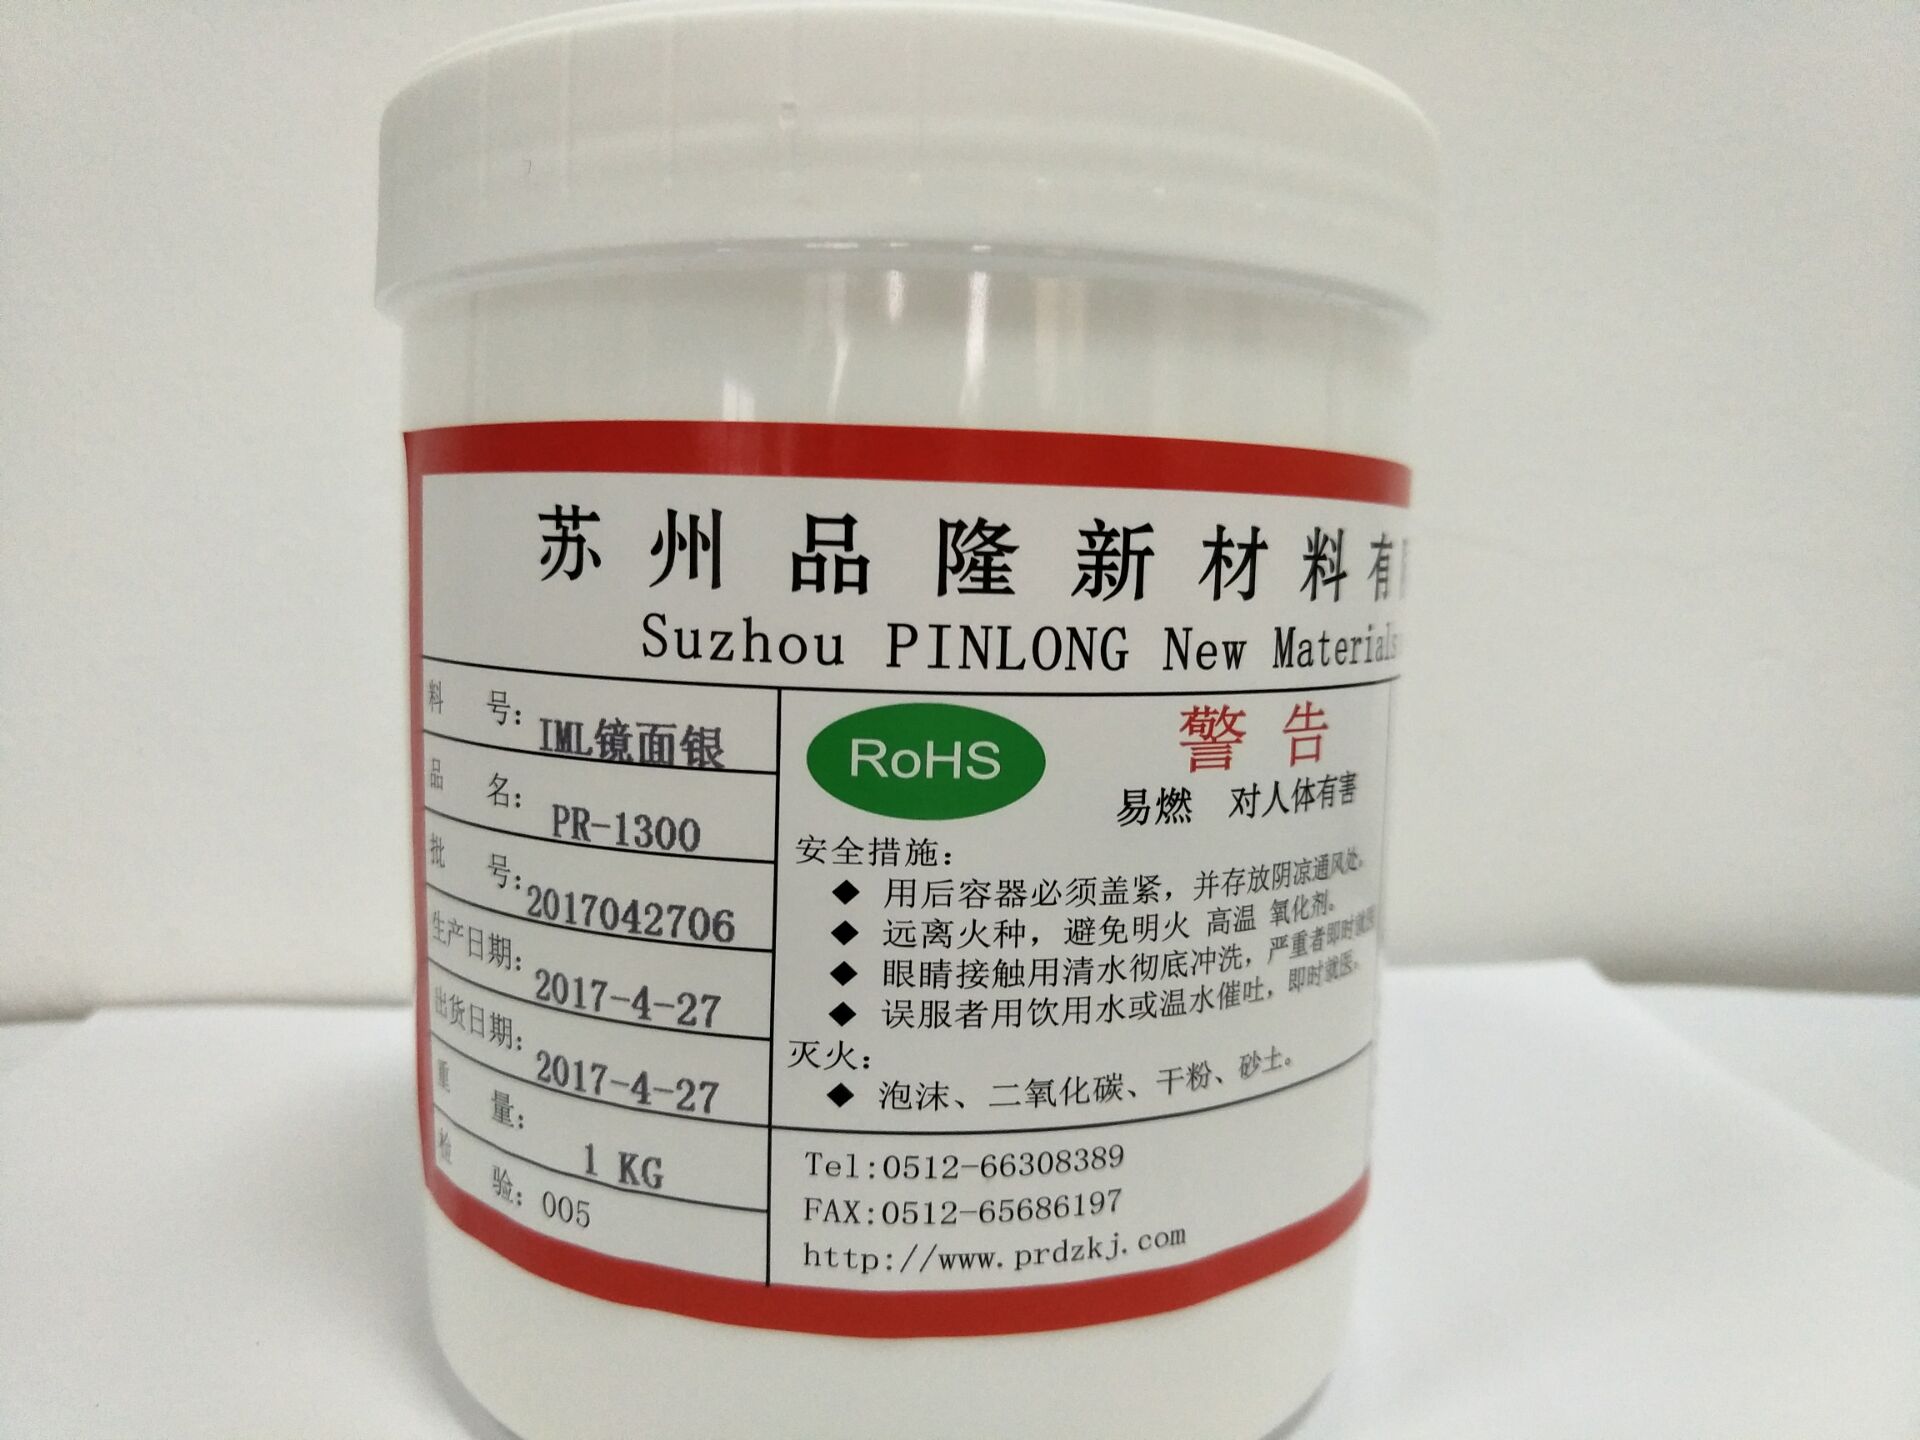 苏州品隆新材料有
Suzhou PINLONG New Materials
料 号: IML镜面银
品 名: PR-1300
批 号: 2017042706
生产日期: 2017-4-27
出货日期: 2017-4-27
重 量: 1 KG
检 验: 005
RoHS
警告
易燃 对人体有害
安全措施:
◆ 用后容器必须盖紧，并存放阴凉通风处。
◆ 远离火种，避免明火 高温 氧化剂。
◆ 眼睛接触用清水彻底冲洗，严重者即时就医
◆ 误服者用饮用水或温水催吐，即时就医。
灭火:
◆ 泡沫、二氧化碳、干粉、砂土。
Tel:0512-66308389
FAX:0512-65686197
http://www.prdzkj.com